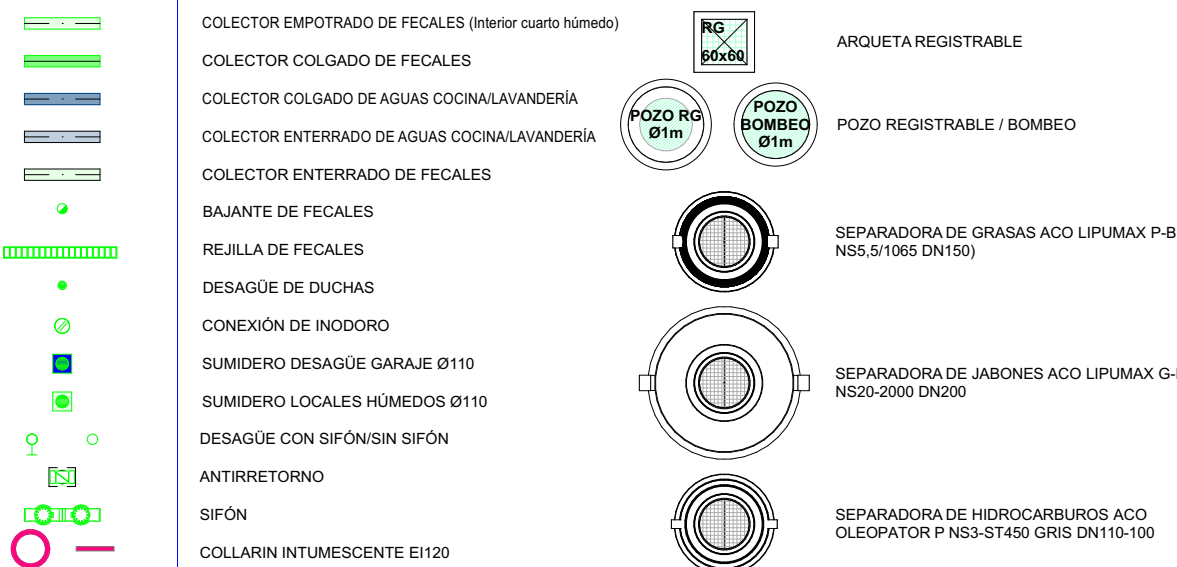 COLECTOR EMPOTRADO DE FECALES (Interior cuarto húmedo)
COLECTOR COLGADO DE FECALES
COLECTOR COLGADO DE AGUAS COCINA/LAVANDERÍA
COLECTOR ENTERRADO DE AGUAS COCINA/LAVANDERÍA
COLECTOR ENTERRADO DE FECALES
BAJANTE DE FECALES
REJILLA DE FECALES
DESAGÜE DE DUCHAS
CONEXIÓN DE INODORO
SUMIDERO DESAGÜE GARAJE Ø110
SUMIDERO LOCALES HÚMEDOS Ø110
DESAGÜE CON SIFÓN/SIN SIFÓN
ANTIRRETORNO
SIFÓN
COLLARIN INTUMESCENTE EI120
RG
60x60
ARQUETA REGISTRABLE
POZO RG
Ø1m
POZO
BOMBEO
Ø1m
POZO REGISTRABLE / BOMBEO
SEPARADORA DE GRASAS ACO LIPUMAX P-B
NS5,5/1065 DN150)
SEPARADORA DE JABONES ACO LIPUMAX G-
NS20-2000 DN200
SEPARADORA DE HIDROCARBUROS ACO
OLEOPATOR P NS3-ST450 GRIS DN110-100